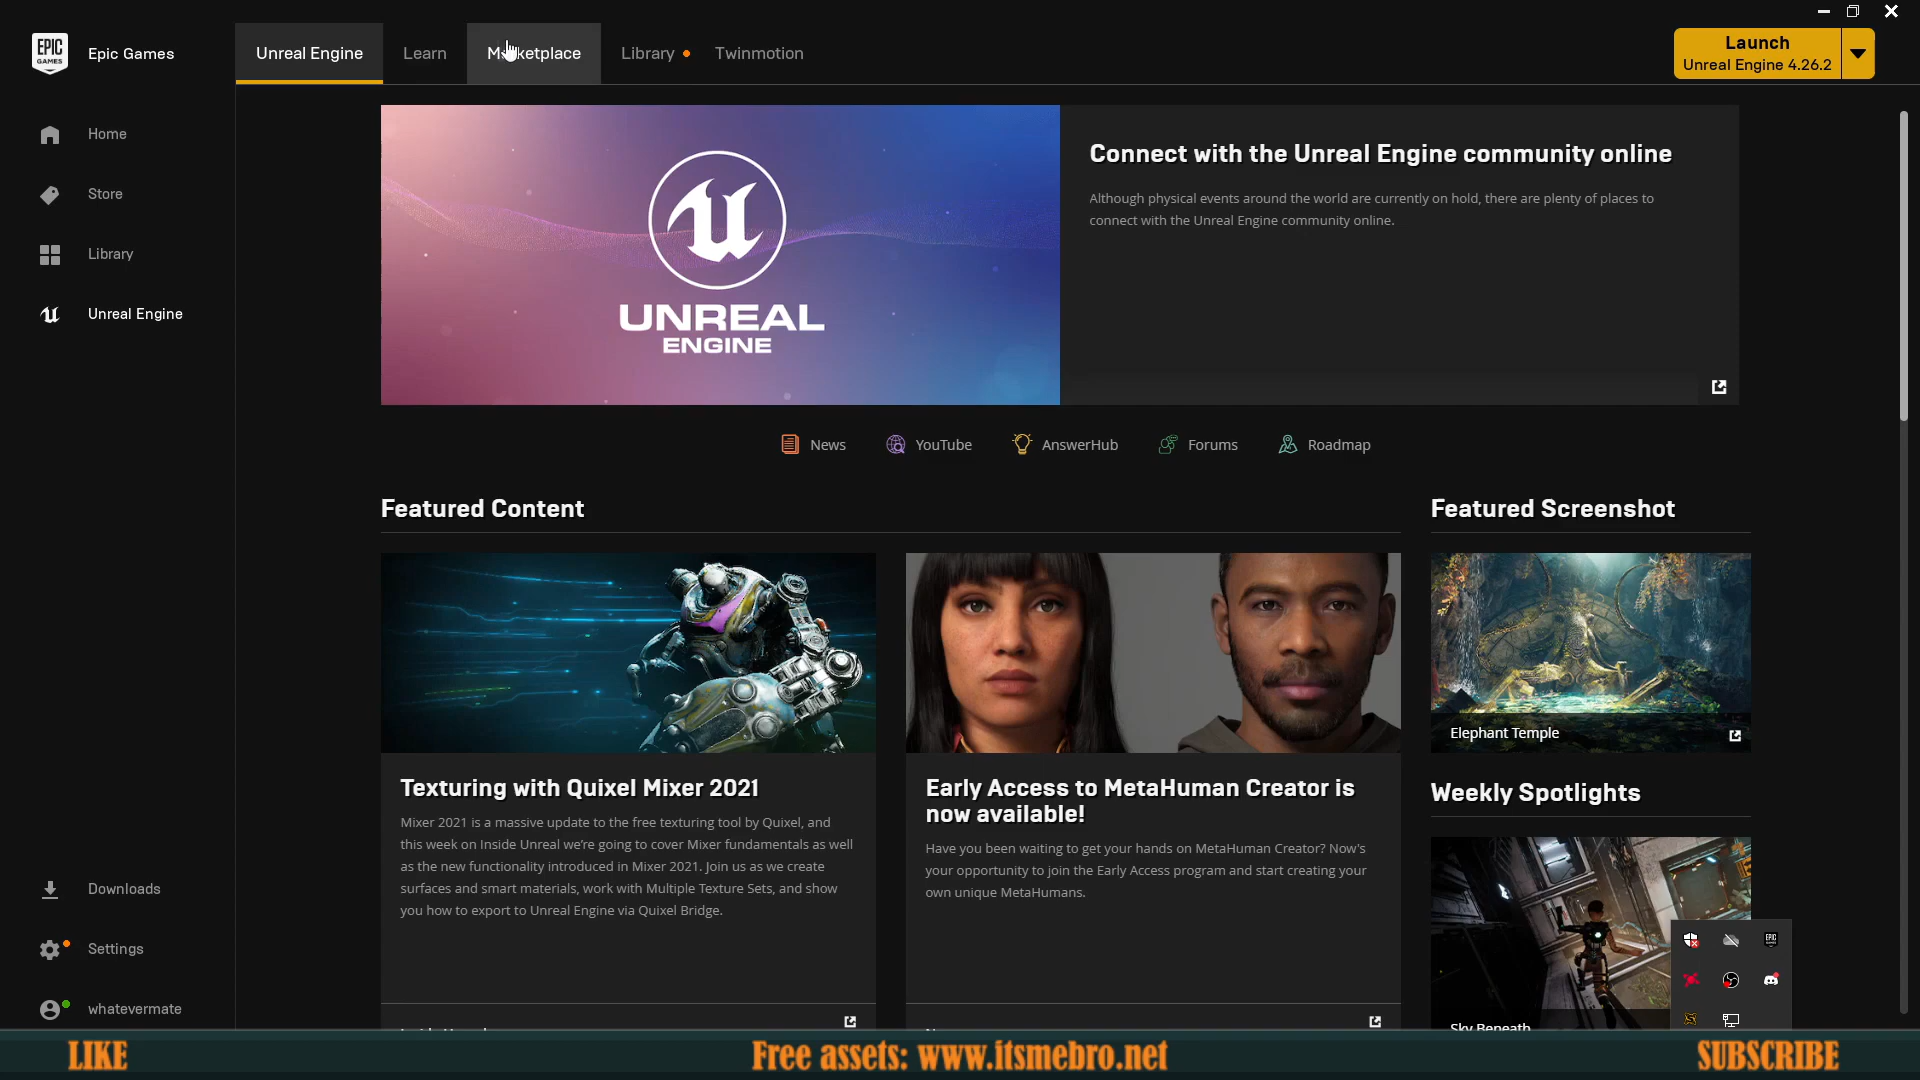 EPIC GAMES
Epic Games
Unreal Engine
Learn
Marketplace
Library
Twinmotion
Launch
Unreal Engine 4.26.2
Home
Store
Library
Unreal Engine
UNREAL
ENGINE
Connect with the Unreal Engine community online
Although physical events around the world are currently on hold, there are plenty of places to
connect with the Unreal Engine community online.
News
YouTube
AnswerHub
Forums
Roadmap
Featured Content
Featured Screenshot
Elephant Temple
Texturing with Quixel Mixer 2021
Mixer 2021 is a massive update to the free texturing tool by Quixel, and
this week on Inside Unreal we're going to cover Mixer fundamentals as well
as the new functionality introduced in Mixer 2021. Join us as we create
surfaces and smart materials, work with Multiple Texture Sets, and show
you how to export to Unreal Engine via Quixel Bridge.
Early Access to MetaHuman Creator is
now available!
Have you been waiting to get your hands on MetaHuman Creator? Now's
your opportunity to join the Early Access program and start creating your
own unique MetaHumans.
Weekly Spotlights
Sky Beneath
Downloads
Settings
whatevermate
LIKE
Free assets: www.itsmebro.net
SUBSCRIBE